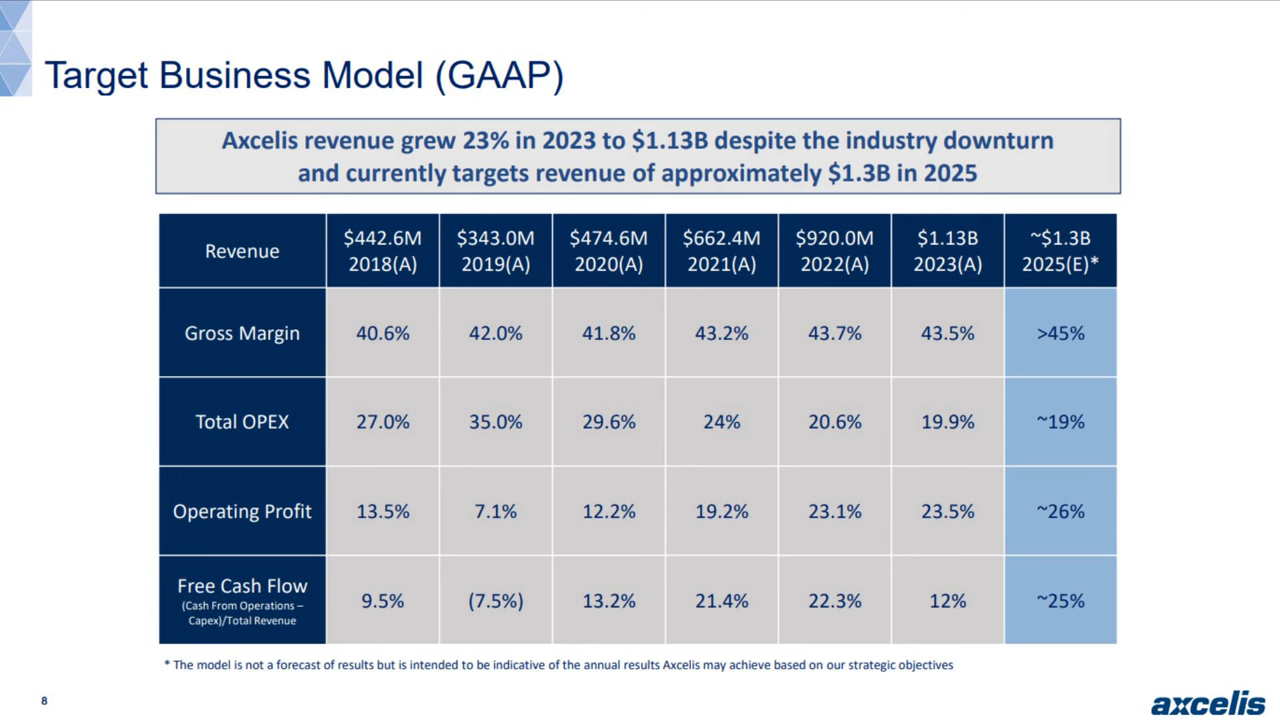 Target Business Model (GAAP)
Axcelis revenue grew 23% in 2023 to $1.13B despite the industry downturn
and currently targets revenue of approximately $1.3B in 2025
Revenue
$442.6M
2018(A)
$343.0M
2019(A)
$474.6M
2020(A)
$662.4M
2021(A)
$920.0M
2022(A)
$1.13B
2023(A)
~$1.3B
2025(E)*
Gross Margin
40.6%
42.0%
41.8%
43.2%
43.7%
43.5%
>45%
Total OPEX
27.0%
35.0%
29.6%
24%
20.6%
19.9%
~19%
Operating Profit
13.5%
7.1%
12.2%
19.2%
23.1%
23.5%
~26%
Free Cash Flow
(Cash From Operations –
Capex)/Total Revenue
9.5%
(7.5%)
13.2%
21.4%
22.3%
12%
~25%
* The model is not a forecast of results but is intended to be indicative of the annual results Axcelis may achieve based on our strategic objectives
8
axcelis